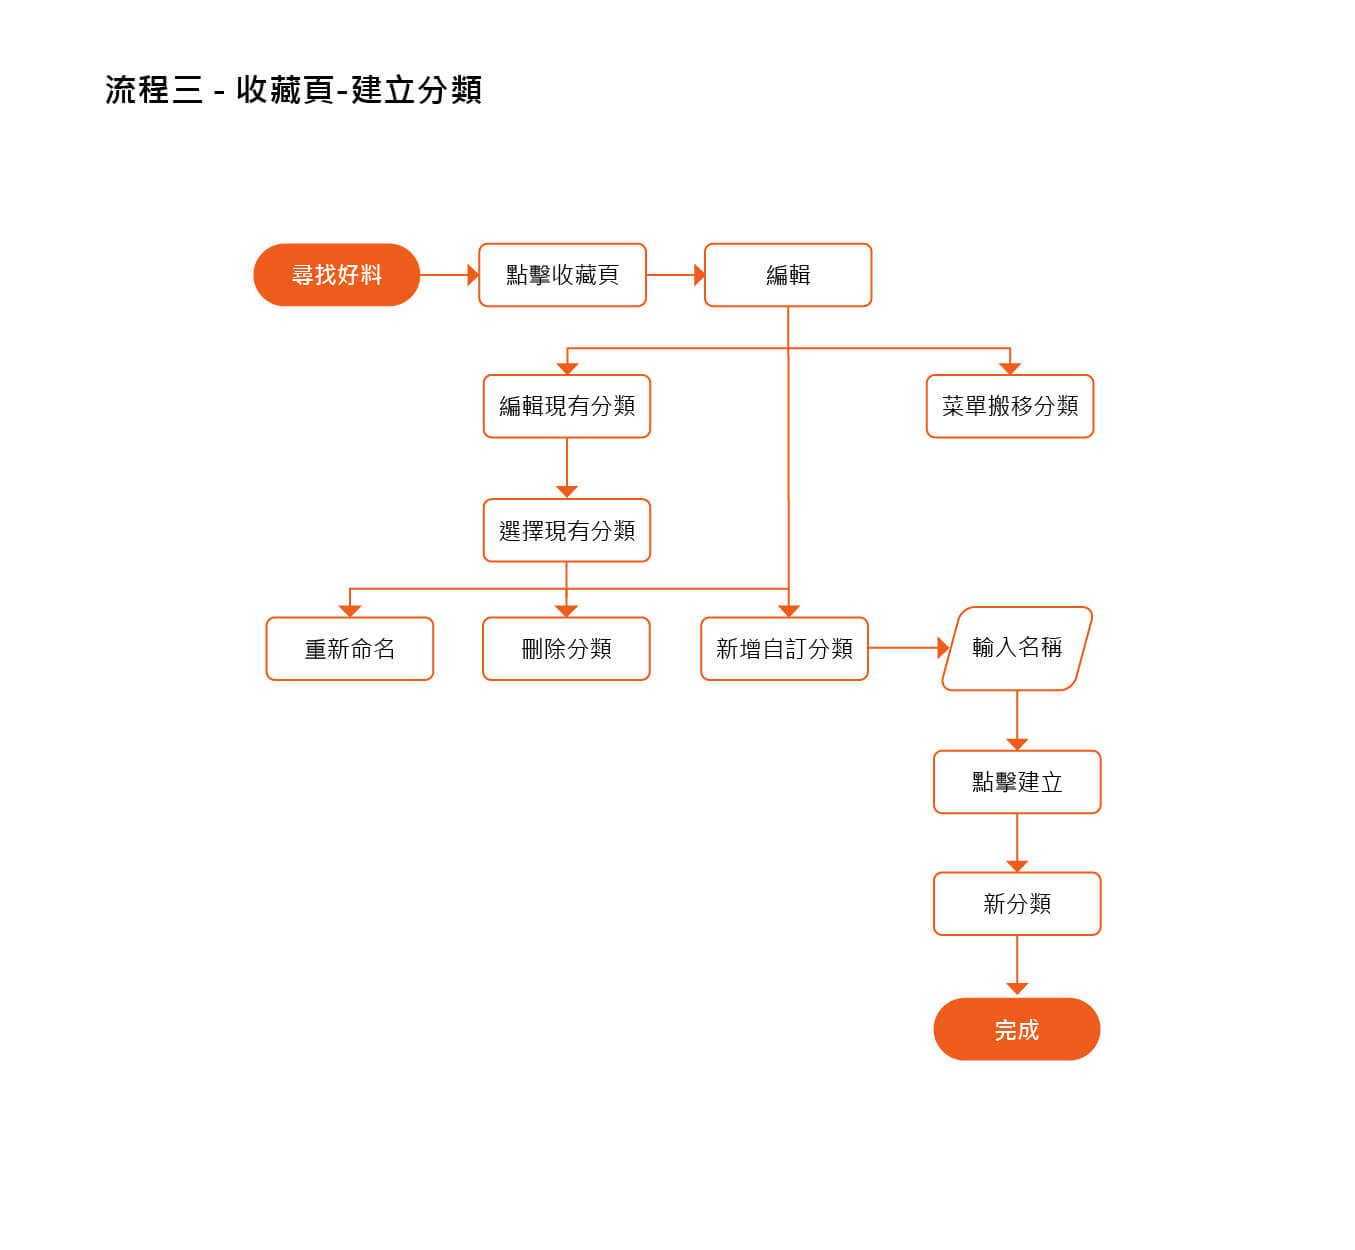 流程三 - 收藏頁-建立分類
尋找好料
點擊收藏頁
編輯
編輯現有分類
菜單搬移分類
選擇現有分類
重新命名
刪除分類
新增自訂分類
輸入名稱
點擊建立
新分類
完成